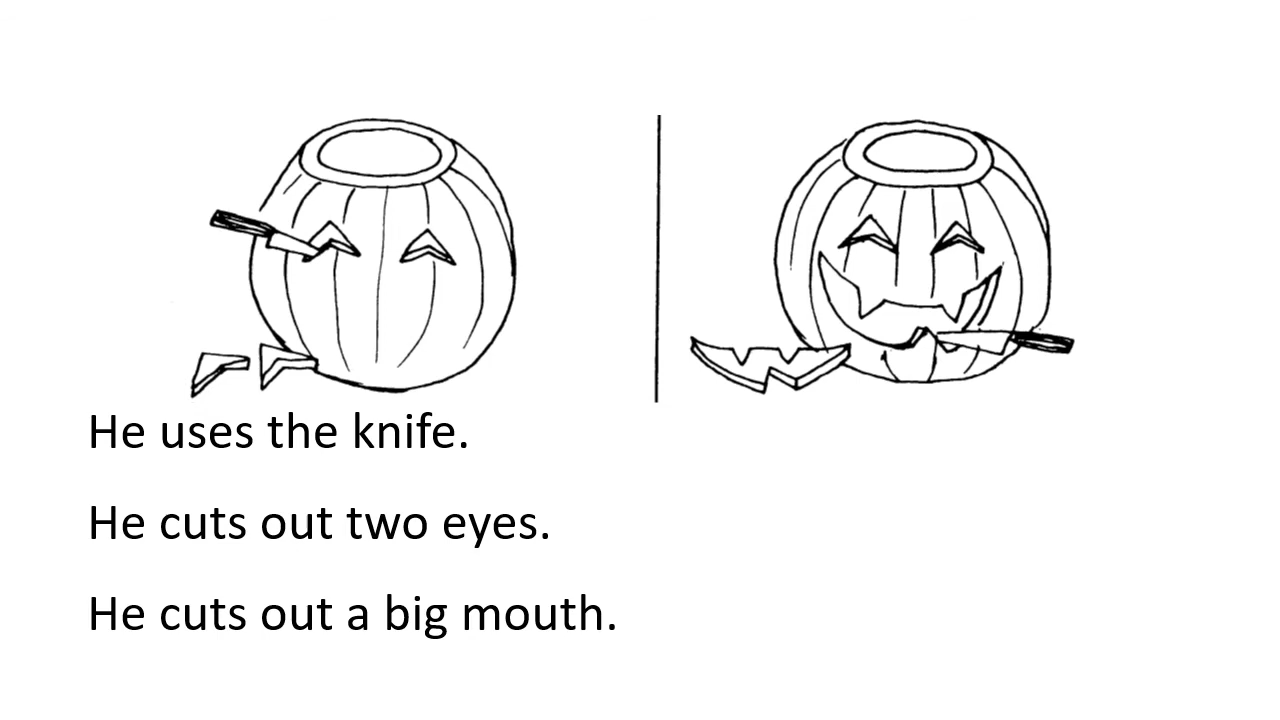 He uses the knife.
He cuts out two eyes.
He cuts out a big mouth.